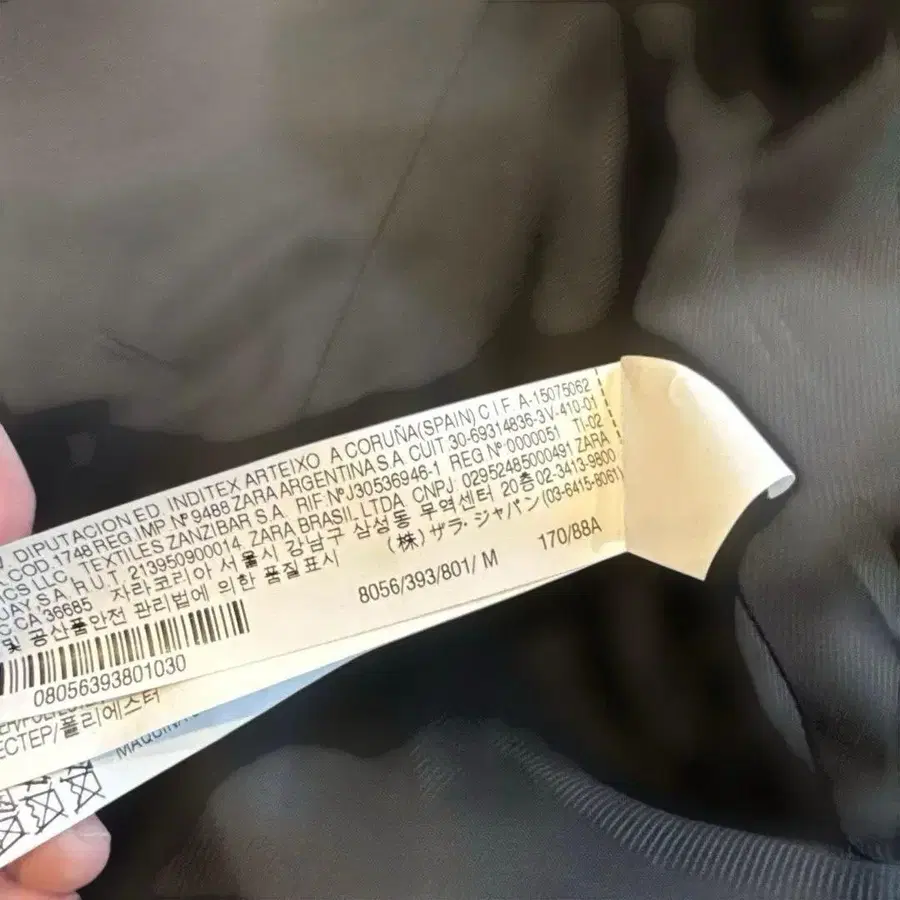 DIPUTACION ED INDITEX ARTEIXO A CORUÑA(SPAIN) C I F. A-15075062
COD 1748 REG.IMP Nº 9488 ZARA ARGENTINA S.A CUIT 30-69314836-3 V-410-01
LLC, TEXTILES ZANZIBAR S.A. RIF NºJ30536946-1 REG Nº:0000051 TI-02
S.A. h.U.T. 213950900014 ZARA BRASIL LTDA CNPJ: 02952485000491 ZARA
CA 36685 자라코리아 서울시 강남구 삼성동 무역센터 20층 02-3413-9800
및 공산품안전 관리법에 의한 품질표시 (株) ザラ・ジャパン (03-6415-8061)
8056/393/801/ M 170/88A
08056393801030
/폴리에스터